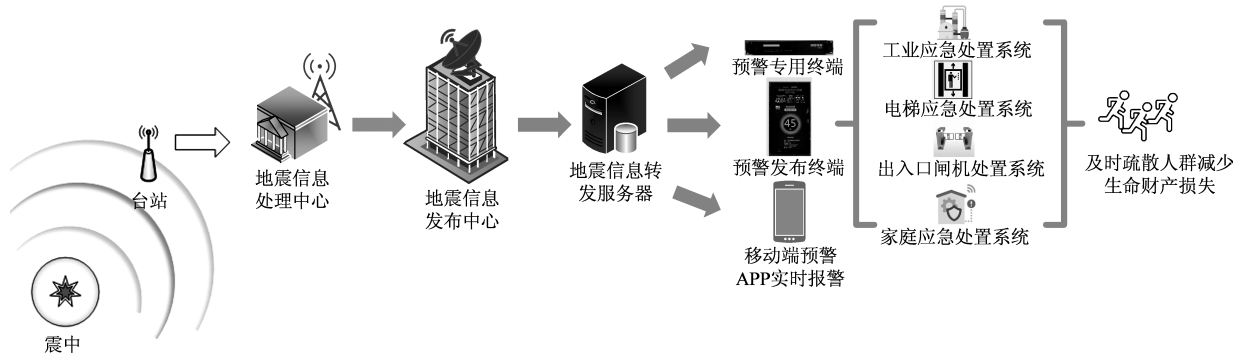 震中
台站
地震信息
处理中心
地震信息
发布中心
地震信息转
发服务器
预警专用终端
45
预警发布终端
移动端预警
APP实时报警
工业应急处置系统
电梯应急处置系统
出入口闸机处置系统
家庭应急处置系统
及时疏散人群减少
生命财产损失